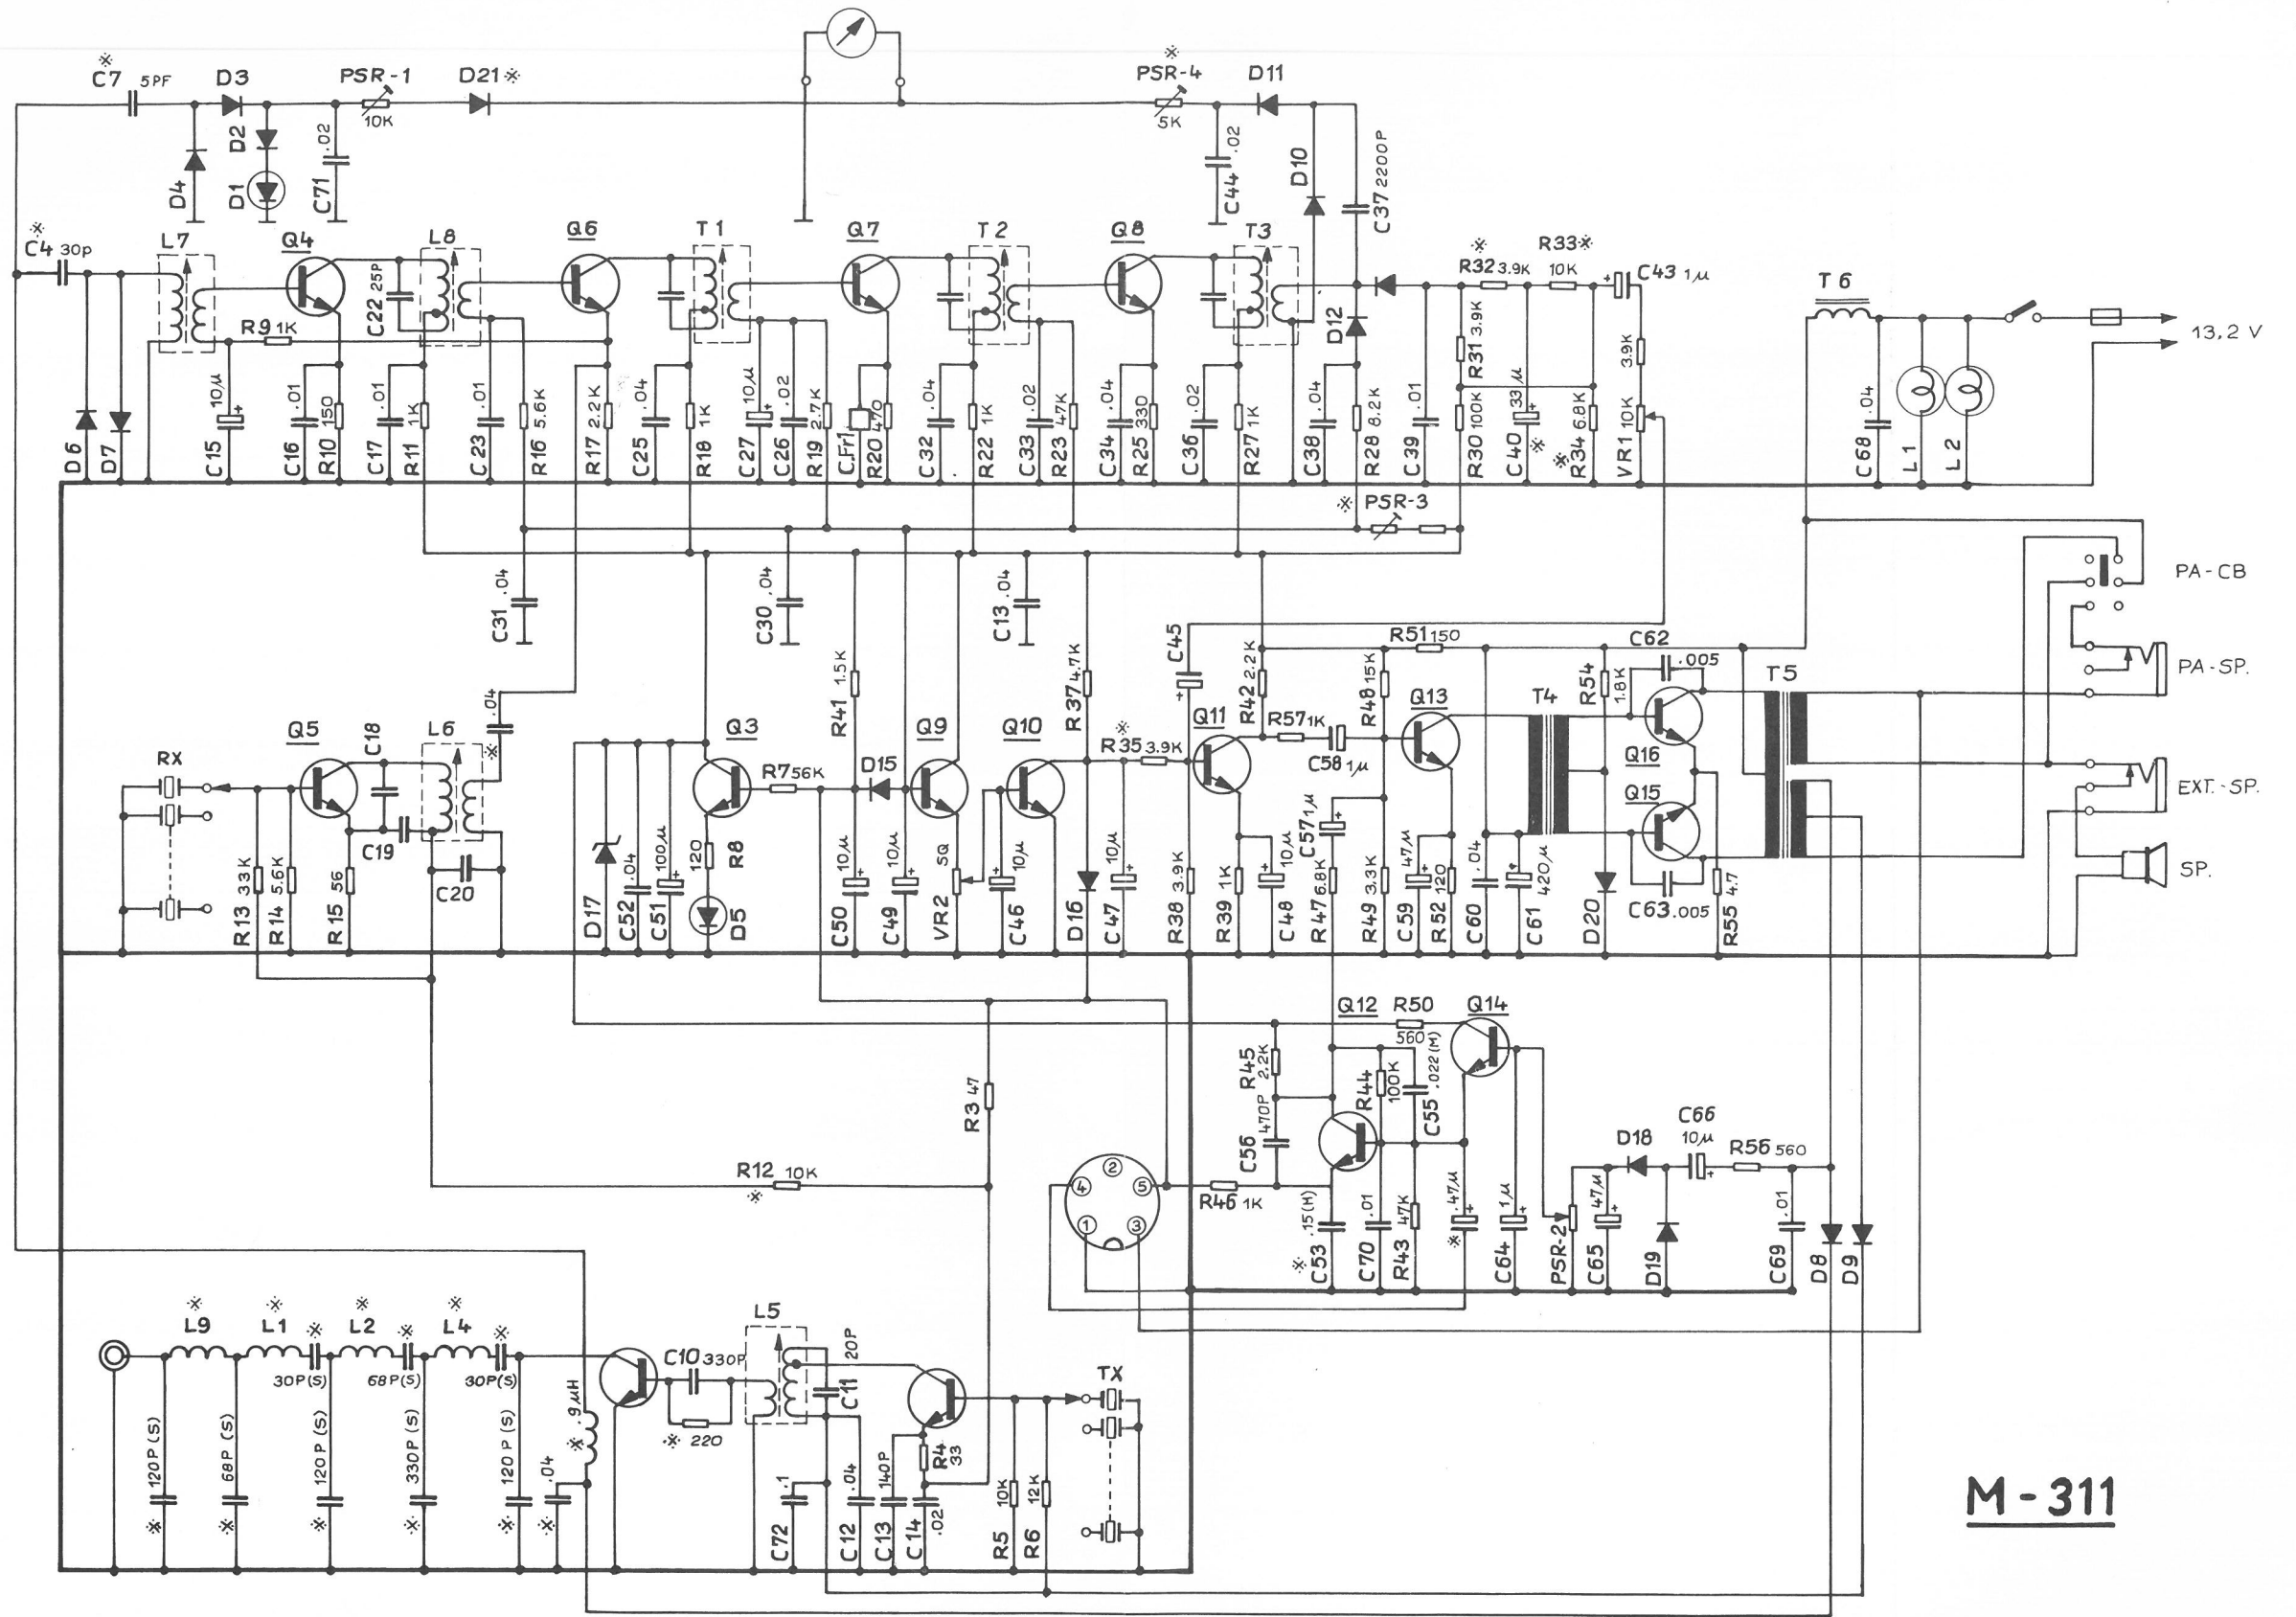 ※
C7 5PF
D3
PSR-1
10K
D21※
※
PSR-4
5K
D11
D2
D4
D1
C71 .02
C44 .02
D10
C37 2200P
※
C4 30p
L7
Q4
L8
Q6
T1
Q7
T2
Q8
T3
C22 25P
R9 1K
※
R32 3.9K
R33※
10K
C43 1µ
T6
13,2 V
D6
D7
C15 10µ
C16 .01
R10 150
C17 .01
R11 1K
C23 .01
R16 5.6K
R17 2.2K
C25 .04
R18 1K
C27 10µ
C26 .02
R19 2.7K
C.Fr1
R20 470
C32 .04
R22 1K
C33 .02
R23 47K
C34 .04
R25 330
C36 .02
R27 1K
D12
C38 .04
R28 8.2K
C39 .01
R31 3.9K
R30 100K
C40 33µ
※
※ R34 6.8K
3.9K
VR1 10K
C68 .04
L1
L2
※ PSR-3
C31 .04
C30 .04
C13 .04
PA-CB
PA-SP.
EXT.-SP.
SP.
RX
Q5
C18
L6
.04
※
C19
C20
R13 33K
R14 5.6K
R15 56
D17
C52 .04
C51 100µ
Q3
R7 56K
R8 120
D5
R41 1.5K
D15
Q9
Q10
C50 10µ
C49 10µ
VR2 SQ
C46 10µ
R37 4.7K
D16
※
R35 3.9K
C47 10µ
C45
Q11
R38 3.9K
R39 1K
C48 10µ
R42 2.2K
R57 1K
C58 1µ
R51 150
R48 15K
Q13
C57 1µ
R47 6.8K
R49 3.3K
C59 47µ
R52 120
C60 .04
C61 420µ
T4
R54 1.8K
D20
C62
.005
Q16
Q15
C63 .005
R55 4.7
T5
Q12
R50
560
Q14
R45 2.2K
C56 470P
R44 100K
C55 .022(M)
R3 47
R12 10K
※
2
4
5
1
3
R46 1K
※ C53 .15(M)
C70 .01
R43 47K
※ .47µ
C64 1µ
PSR-2
C65 47µ
D18
D19
C66
10µ
R56 560
C69 .01
D8
D9
※
L9
※
L1
※
30P(S)
※
L2
※
68P(S)
※
L4
※
30P(S)
※ 120P(S)
※ 68P(S)
※ 120P(S)
※ 330P(S)
※ 120P(S)
※ .04
※ .9µH
C10 330P
※ 220
L5
C11 20P
C72 .1
C12 .04
C13 140P
C14 .02
R4 33
R5 10K
R6 12K
TX
M-311